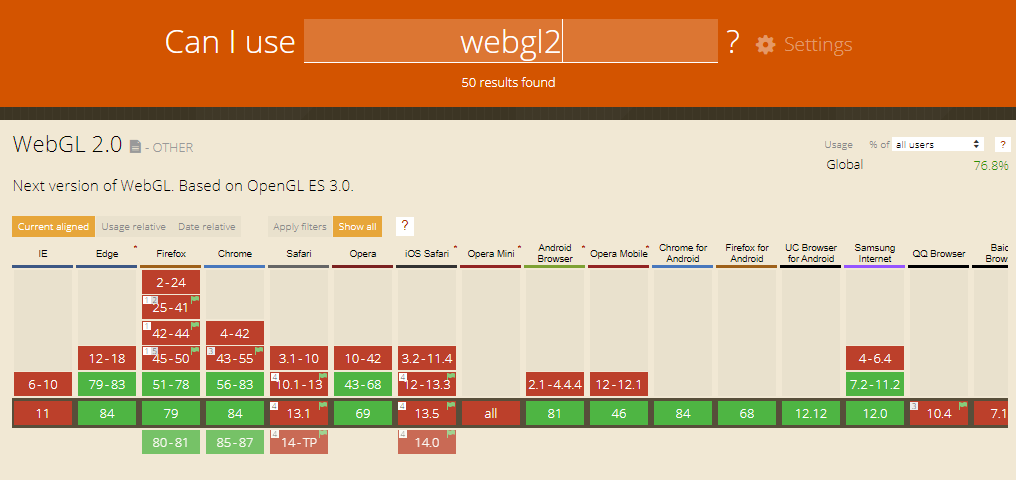 Can I use webgl2 ? Settings
50 results found
WebGL 2.0 - OTHER
Usage % of all users ?
Global 76.8%
Next version of WebGL. Based on OpenGL ES 3.0.
Current aligned Usage relative Date relative Apply filters Show all ?
IE Edge * Firefox Chrome Safari * Opera iOS Safari * Opera Mini * Android Browser * Opera Mobile * Chrome for Android Firefox for Android UC Browser for Android Samsung Internet QQ Browser
2-24
25-41
42-44 4-42
12-18 45-50 43-55 3.1-10 10-42 3.2-11.4 4-6.4
6-10 79-83 51-78 56-83 10.1-13 43-68 12-13.3 2.1-4.4.4 12-12.1 7.2-11.2
11 84 79 84 13.1 69 13.5 all 81 46 84 68 12.12 12.0 10.4 7.1
80-81 85-87 14-TP 14.0